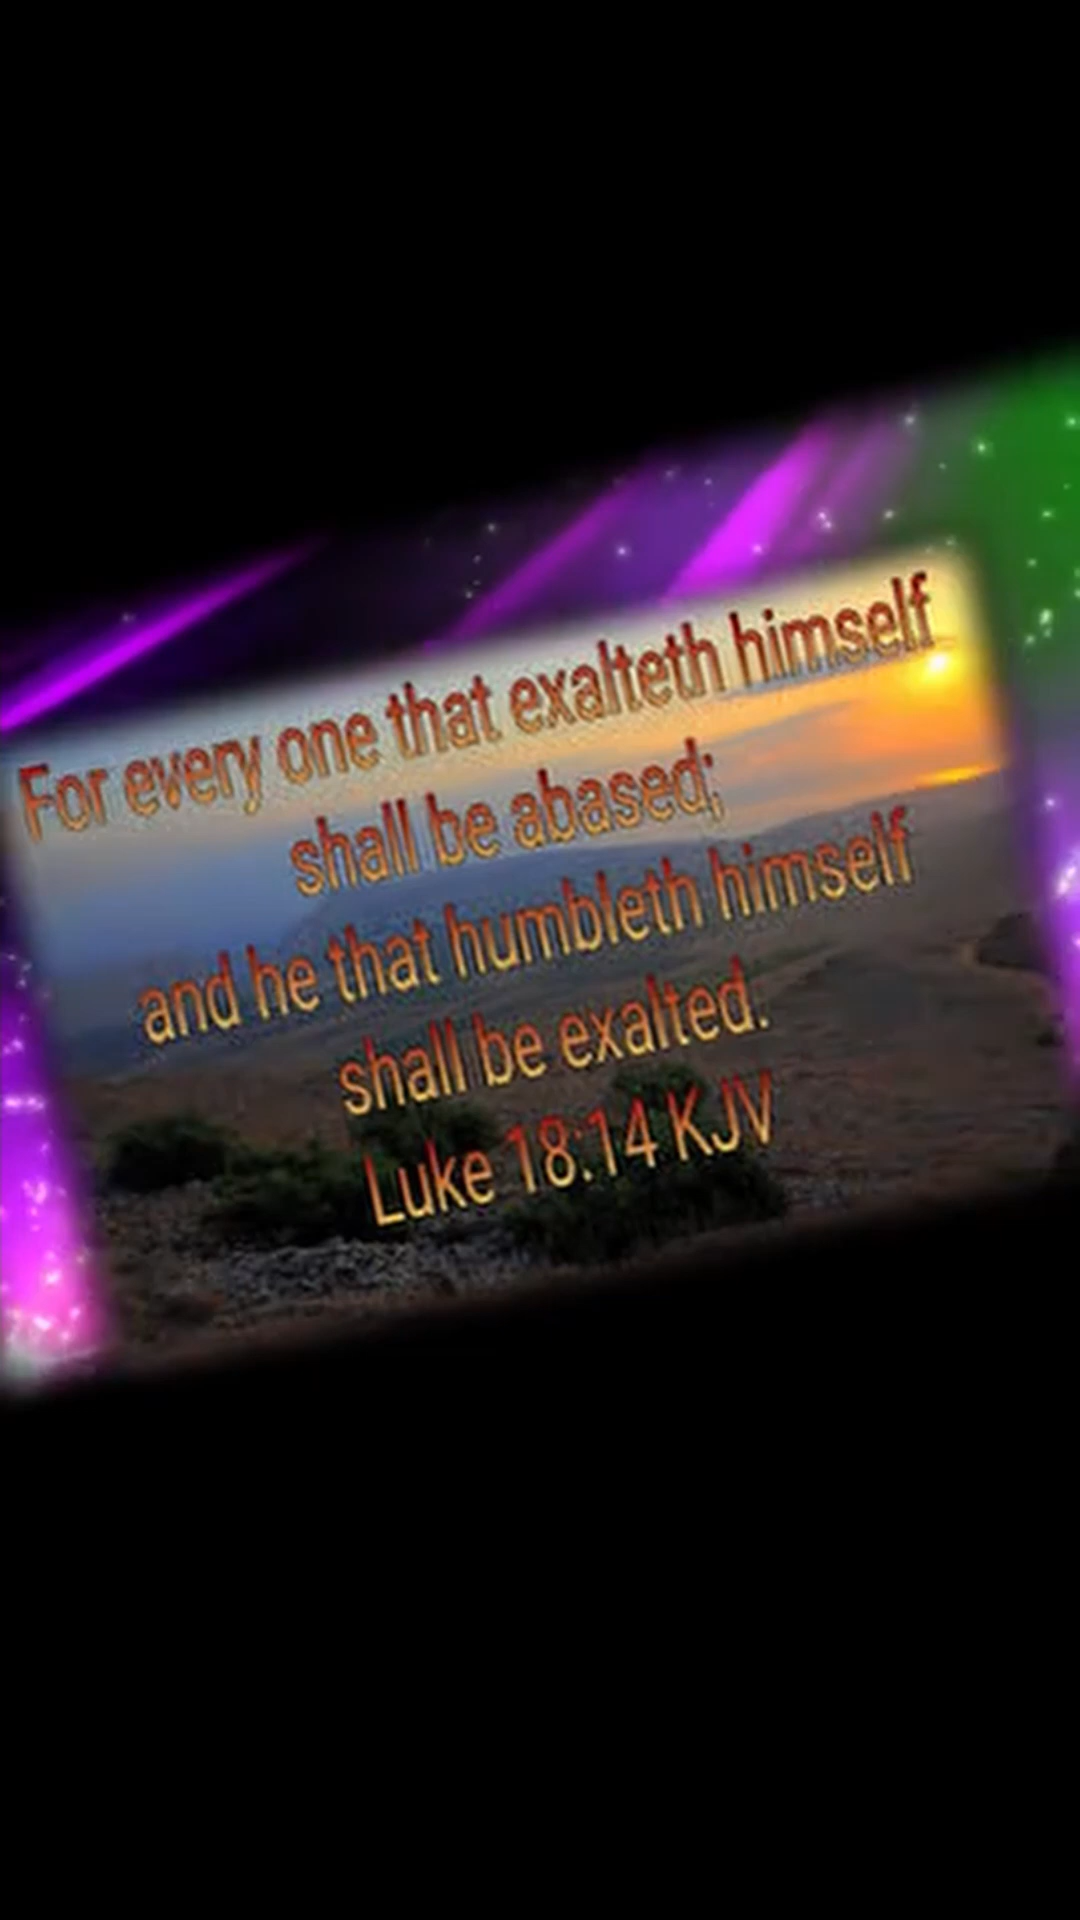 For every one that exalteth himself
shall be abased;
and he that humbleth himself
shall be exalted.
Luke 18:14 KJV